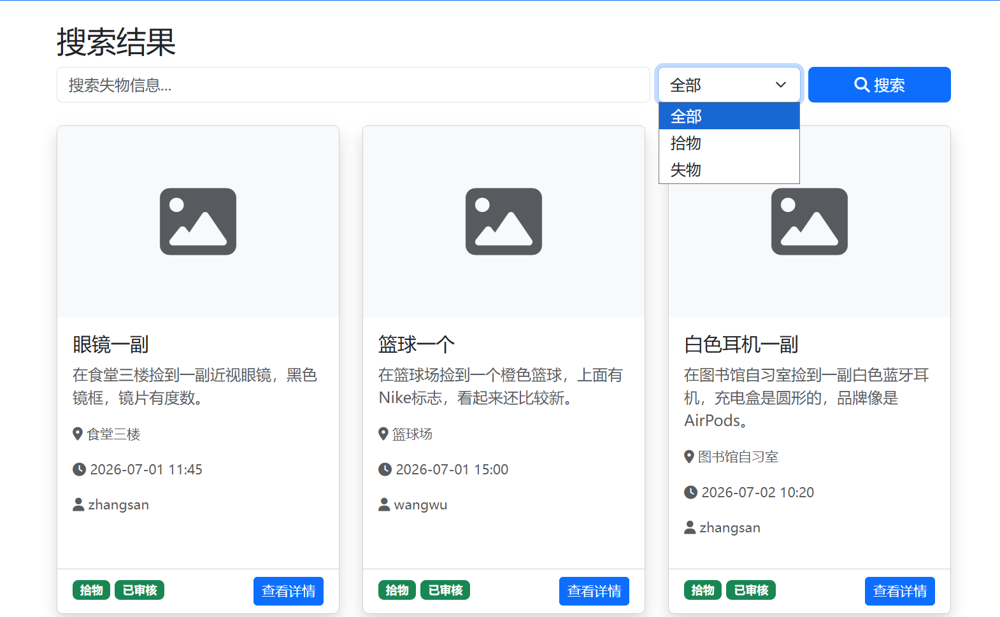 搜索结果
搜索失物信息...
全部
搜索
全部
拾物
失物
眼镜一副
在食堂三楼捡到一副近视眼镜，黑色
镜框，镜片有度数。
食堂三楼
2026-07-01 11:45
zhangsan
拾物 已审核 查看详情
篮球一个
在篮球场捡到一个橙色篮球，上面有
Nike标志，看起来还比较新。
篮球场
2026-07-01 15:00
wangwu
拾物 已审核 查看详情
白色耳机一副
在图书馆自习室捡到一副白色蓝牙耳
机，充电盒是圆形的，品牌像是
AirPods。
图书馆自习室
2026-07-02 10:20
zhangsan
拾物 已审核 查看详情